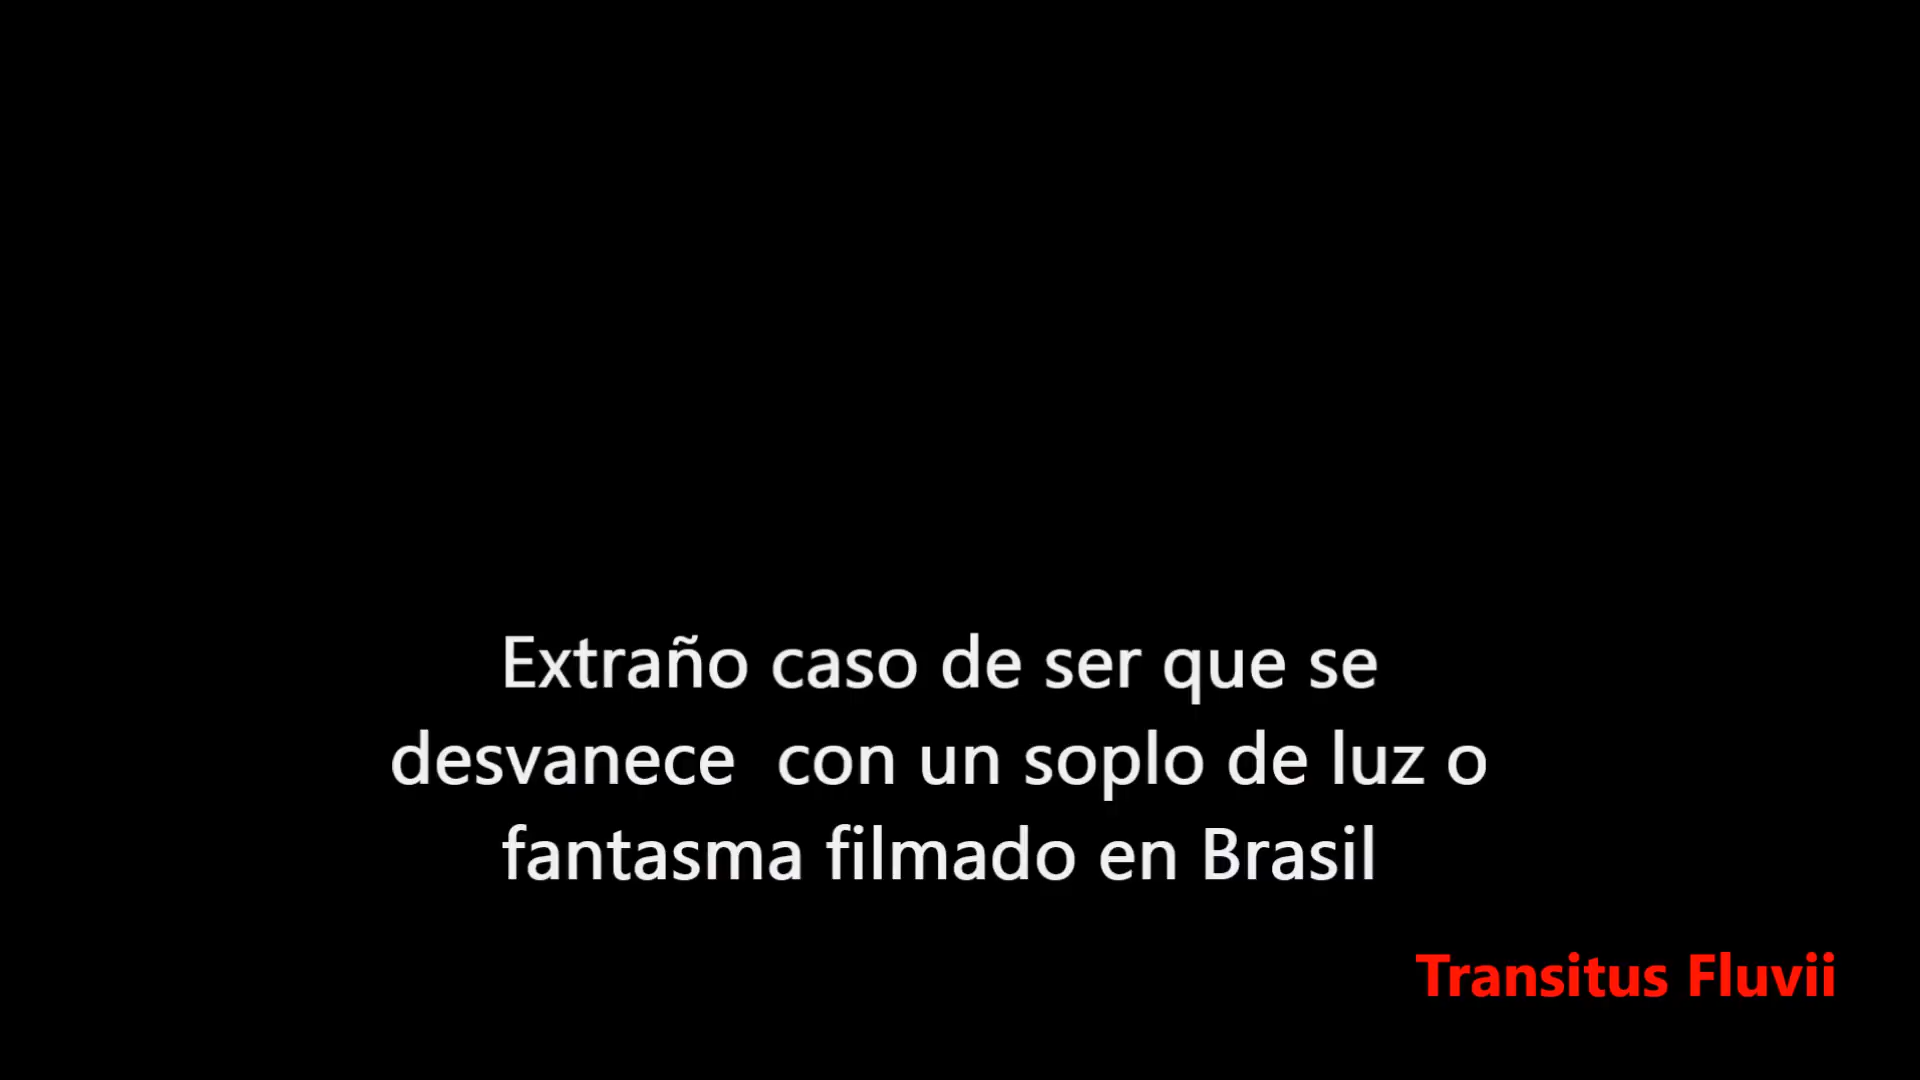 Extraño caso de ser que se
desvanece  con un soplo de luz o
fantasma filmado en Brasil
Transitus Fluvii